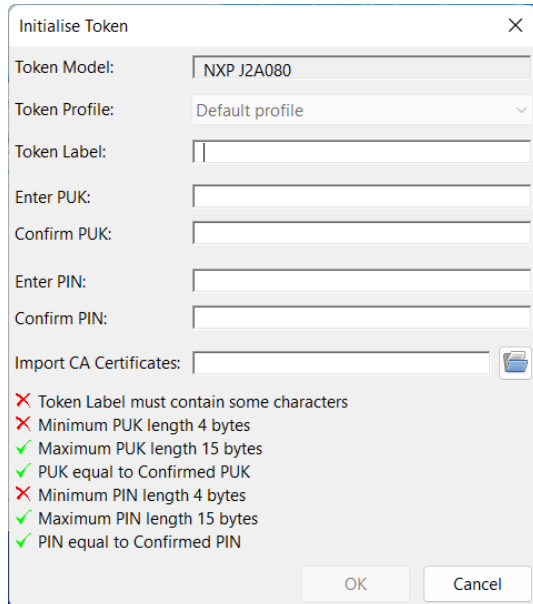 Initialise Token
Token Model: NXP J2A080
Token Profile: Default profile
Token Label:
Enter PUK:
Confirm PUK:
Enter PIN:
Confirm PIN:
Import CA Certificates:
Token Label must contain some characters
Minimum PUK length 4 bytes
Maximum PUK length 15 bytes
PUK equal to Confirmed PUK
Minimum PIN length 4 bytes
Maximum PIN length 15 bytes
PIN equal to Confirmed PIN
OK Cancel